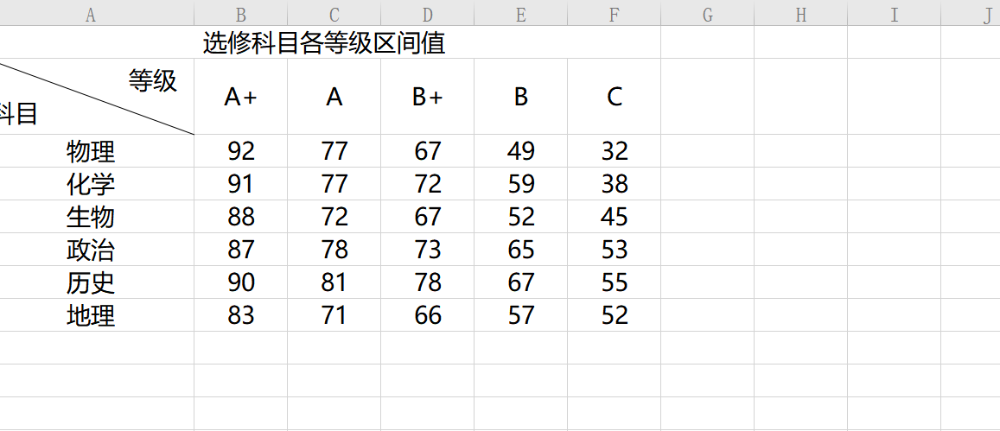 A B C D E F G H I J
选修科目各等级区间值
等级
科目
A+ A B+ B C
物理 92 77 67 49 32
化学 91 77 72 59 38
生物 88 72 67 52 45
政治 87 78 73 65 53
历史 90 81 78 67 55
地理 83 71 66 57 52